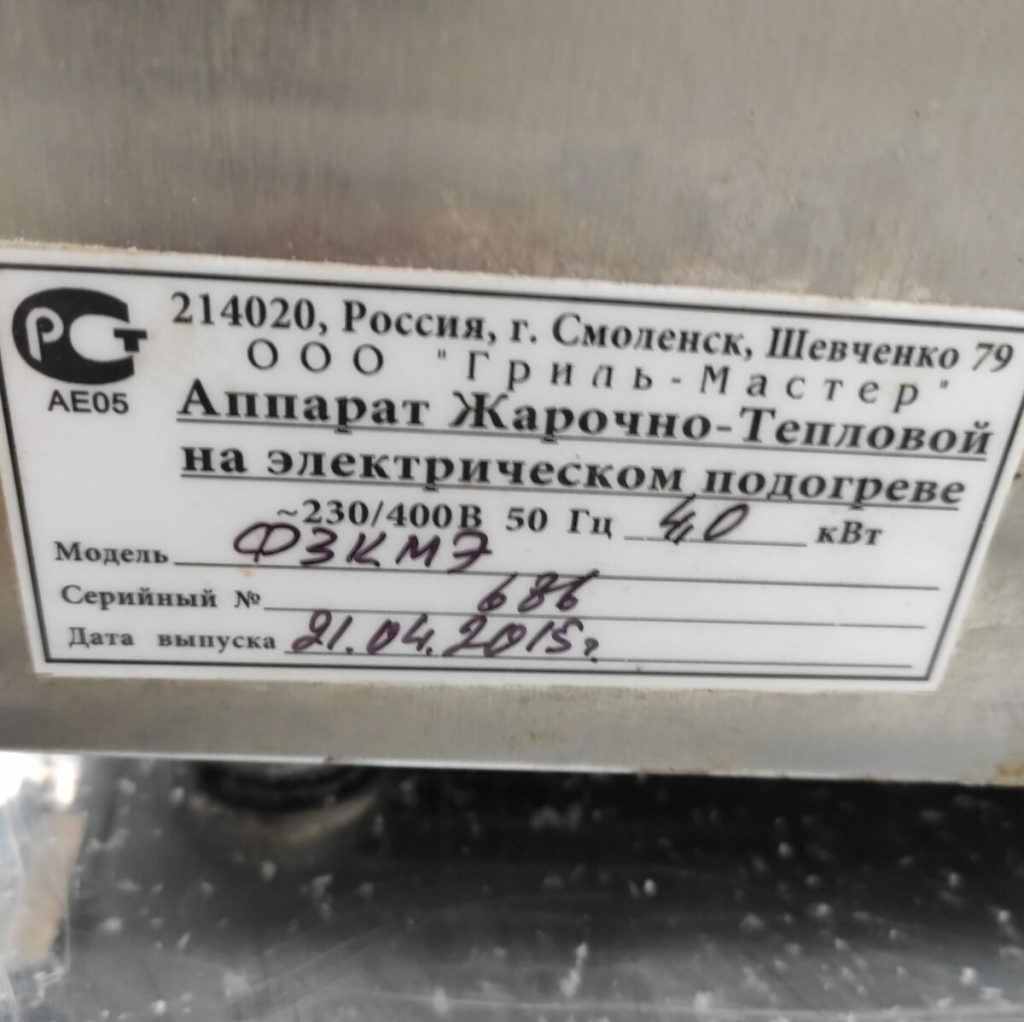 РСТ
АЕ05
214020, Россия, г. Смоленск, Шевченко 79
ООО "Гриль-Мастер"
Аппарат Жарочно-Тепловой
на электрическом подогреве
~230/400В 50 Гц 4,0 кВт
Модель ФЗКМЭ
Серийный № 686
Дата выпуска 21.04.2015г